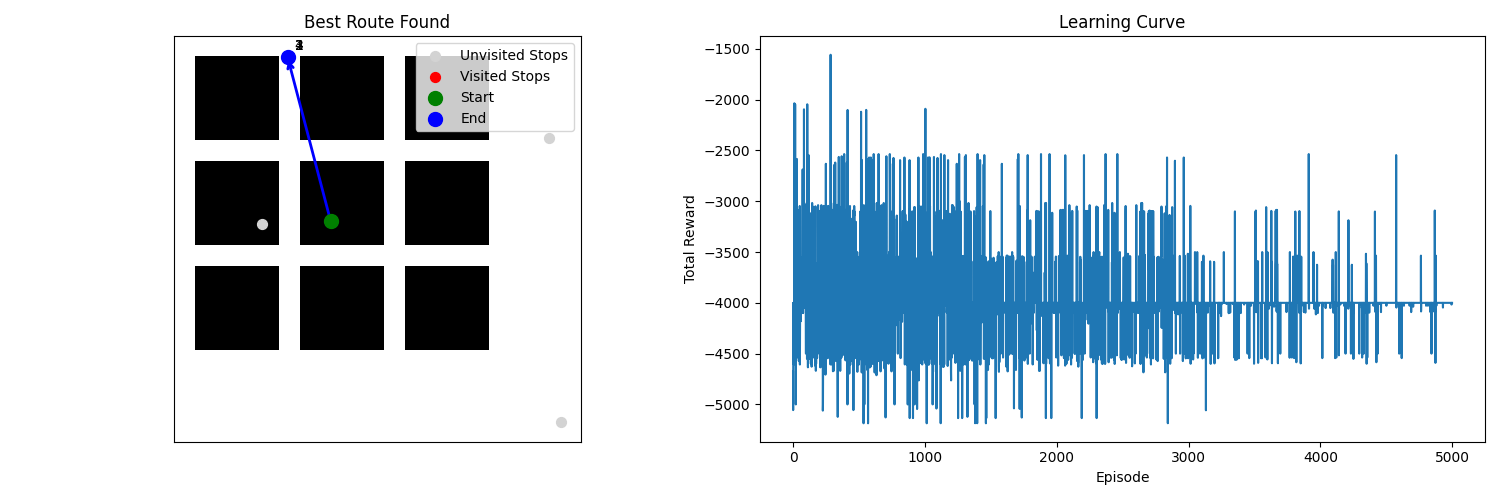 Best Route Found
Unvisited Stops
Visited Stops
Start
End
Learning Curve
Total Reward
−1500
−2000
−2500
−3000
−3500
−4000
−4500
−5000
0
1000
2000
3000
4000
5000
Episode